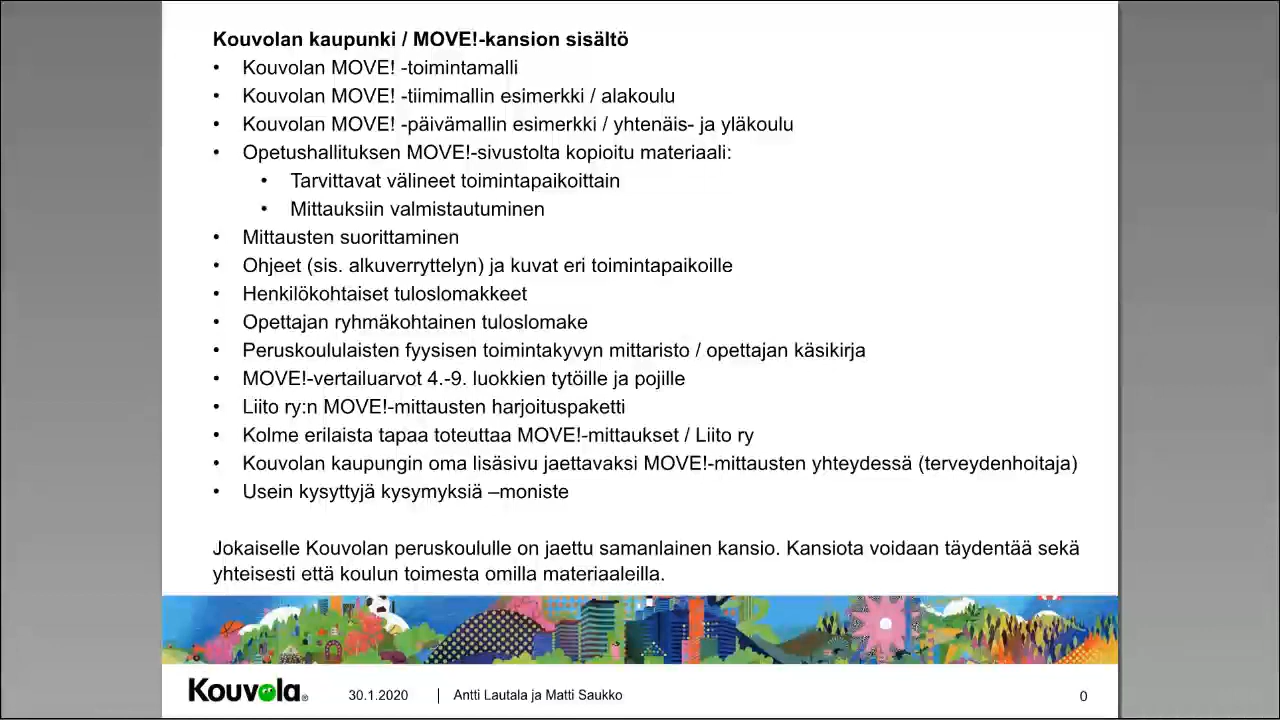 Kouvolan kaupunki / MOVE!-kansion sisältö
• Kouvolan MOVE! -toimintamalli
• Kouvolan MOVE! -tiimimallin esimerkki / alakoulu
• Kouvolan MOVE! -päivämallin esimerkki / yhtenäis- ja yläkoulu
• Opetushallituksen MOVE!-sivustolta kopioitu materiaali:
• Tarvittavat välineet toimintapaikoittain
• Mittauksiin valmistautuminen
• Mittausten suorittaminen
• Ohjeet (sis. alkuverryttelyn) ja kuvat eri toimintapaikoille
• Henkilökohtaiset tuloslomakkeet
• Opettajan ryhmäkohtainen tuloslomake
• Peruskoululaisten fyysisen toimintakyvyn mittaristo / opettajan käsikirja
• MOVE!-vertailuarvot 4.-9. luokkien tytöille ja pojille
• Liito ry:n MOVE!-mittausten harjoituspaketti
• Kolme erilaista tapaa toteuttaa MOVE!-mittaukset / Liito ry
• Kouvolan kaupungin oma lisäsivu jaettavaksi MOVE!-mittausten yhteydessä (terveydenhoitaja)
• Usein kysyttyjä kysymyksiä –moniste
Jokaiselle Kouvolan peruskoululle on jaettu samanlainen kansio. Kansiota voidaan täydentää sekä
yhteisesti että koulun toimesta omilla materiaaleilla.
Kouvola® 30.1.2020 | Antti Lautala ja Matti Saukko 0